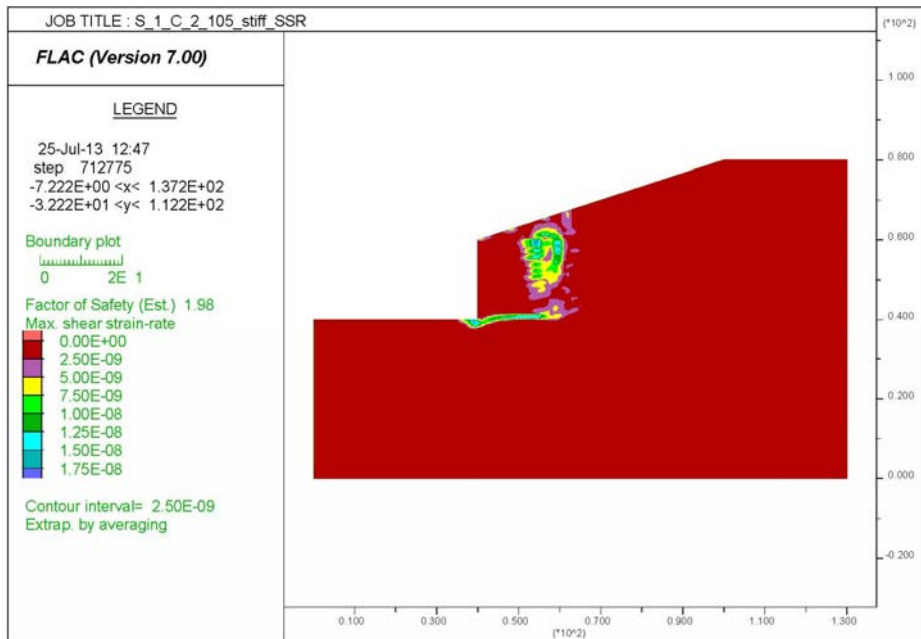 JOB TITLE : S_1_C_2_105_stiff_SSR
(*10^2)
FLAC (Version 7.00)
LEGEND
25-Jul-13 12:47
step 712775
-7.222E+00 <x< 1.372E+02
-3.222E+01 <y< 1.122E+02
Boundary plot
0 2E 1
Factor of Safety (Est.) 1.98
Max. shear strain-rate
0.00E+00
2.50E-09
5.00E-09
7.50E-09
1.00E-08
1.25E-08
1.50E-08
1.75E-08
Contour interval= 2.50E-09
Extrap. by averaging
1.000
0.800
0.600
0.400
0.200
0.000
-0.200
0.100 0.300 0.500 0.700 0.900 1.100 1.300
(*10^2)